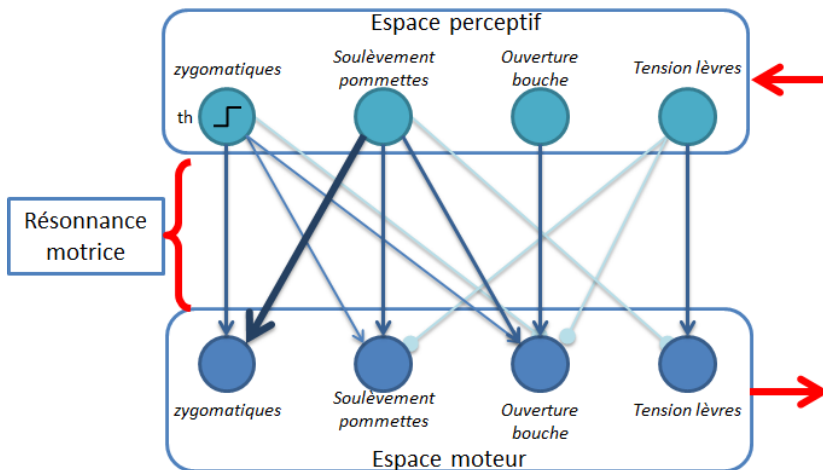 Espace perceptif
zygomatiques
Soulèvement
pommettes
Ouverture
bouche
Tension lèvres
th
Résonnance
motrice
zygomatiques
Soulèvement
pommettes
Ouverture
bouche
Tension lèvres
Espace moteur